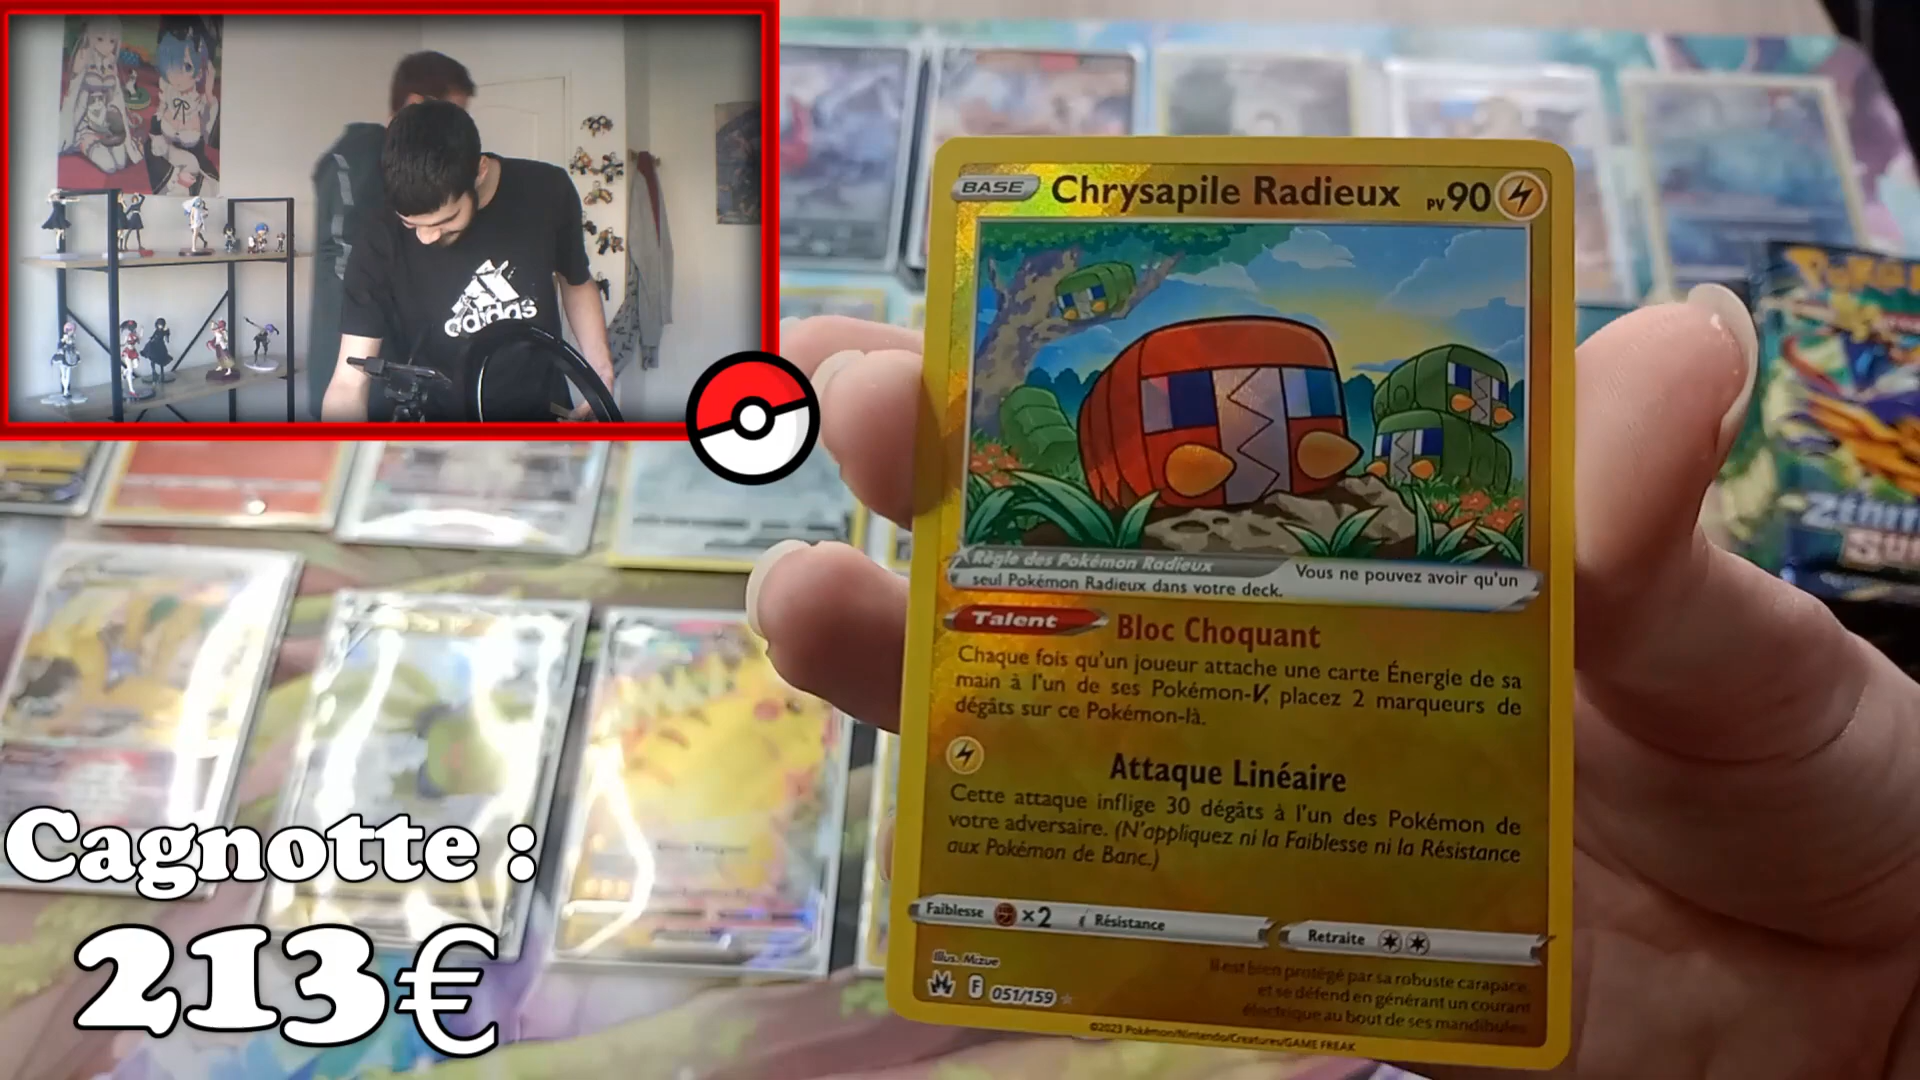 adidas
BASE Chrysapile Radieux PV 90
Règle des Pokémon Radieux Vous ne pouvez avoir qu'un
seul Pokémon Radieux dans votre deck.
Talent Bloc Choquant
Chaque fois qu'un joueur attache une carte Énergie de sa
main à l'un de ses Pokémon-V, placez 2 marqueurs de
dégâts sur ce Pokémon-là.
Attaque Linéaire
Cette attaque inflige 30 dégâts à l'un des Pokémon de
votre adversaire. (N'appliquez ni la Faiblesse ni la Résistance
aux Pokémon de Banc.)
Faiblesse ×2 Résistance Retraite
Illus. Mizue
F 051/159
Il est bien protégé par sa robuste carapace,
et se défend en générant un courant
électrique au bout de ses mandibules.
©2023 Pokémon/Nintendo/Creatures/GAME FREAK
Cagnotte :
213€